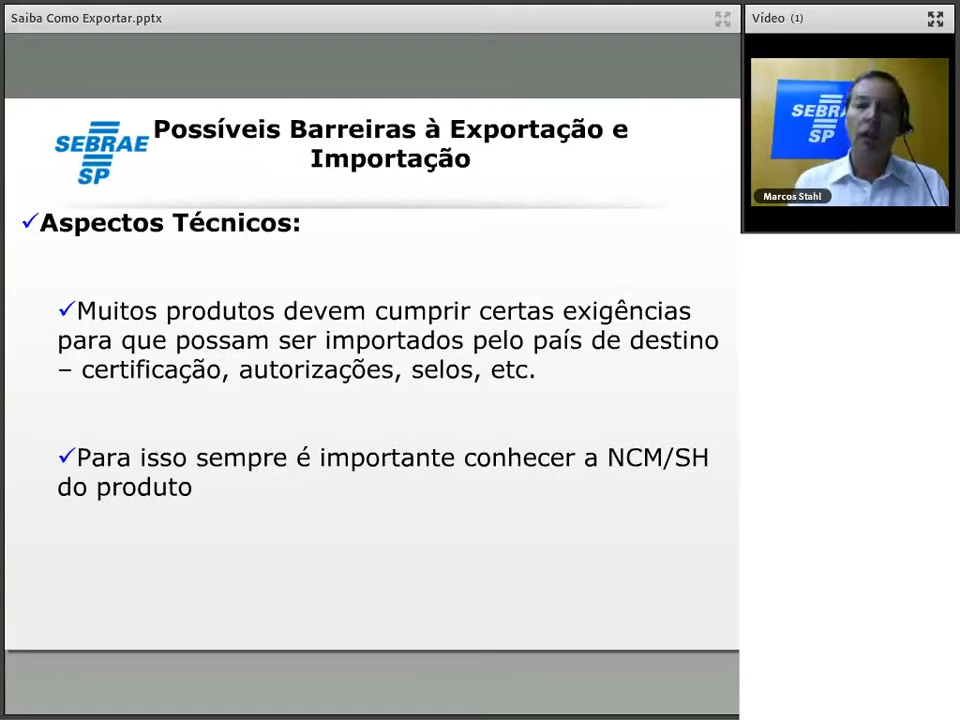 Saiba Como Exportar.pptx
Vídeo (1)
SEBRAE
SP
Possíveis Barreiras à Exportação e
Importação
SEBRA
SP
Marcos Stahl
✓Aspectos Técnicos:
✓Muitos produtos devem cumprir certas exigências
para que possam ser importados pelo país de destino
– certificação, autorizações, selos, etc.
✓Para isso sempre é importante conhecer a NCM/SH
do produto